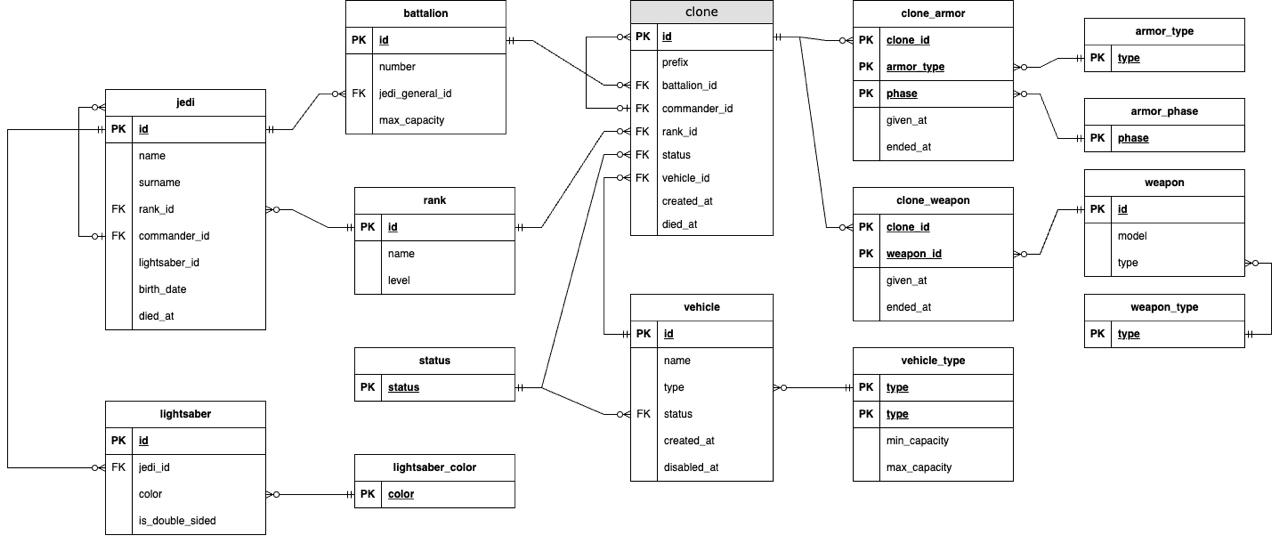 battalion
PK id
number
FK jedi_general_id
max_capacity
clone
PK id
prefix
FK battalion_id
FK commander_id
FK rank_id
FK status
FK vehicle_id
created_at
died_at
clone_armor
PK clone_id
PK armor_type
PK phase
given_at
ended_at
armor_type
PK type
armor_phase
PK phase
jedi
PK id
name
surname
FK rank_id
FK commander_id
lightsaber_id
birth_date
died_at
rank
PK id
name
level
clone_weapon
PK clone_id
PK weapon_id
given_at
ended_at
weapon
PK id
model
type
weapon_type
PK type
vehicle
PK id
name
type
FK status
created_at
disabled_at
status
PK status
vehicle_type
PK type
PK type
min_capacity
max_capacity
lightsaber
PK id
FK jedi_id
color
is_double_sided
lightsaber_color
PK color